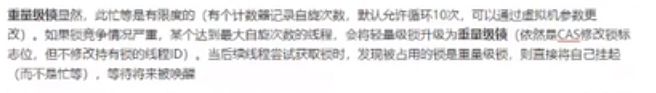 重量级锁显然，此忙等是有限度的（有个计数器记录自旋次数，默认允许循环10次，可以通过虚拟机参数更
改）。如果锁竞争情况严重，某个达到最大自旋次数的线程，会将轻量级锁升级为重量级锁（依然是CAS修改锁标
志位，但不修改持有锁的线程ID）。当后续线程尝试获取锁时，发现被占用的锁是重量级锁，则直接将自己挂起
（而不是忙等），等待将来被唤醒